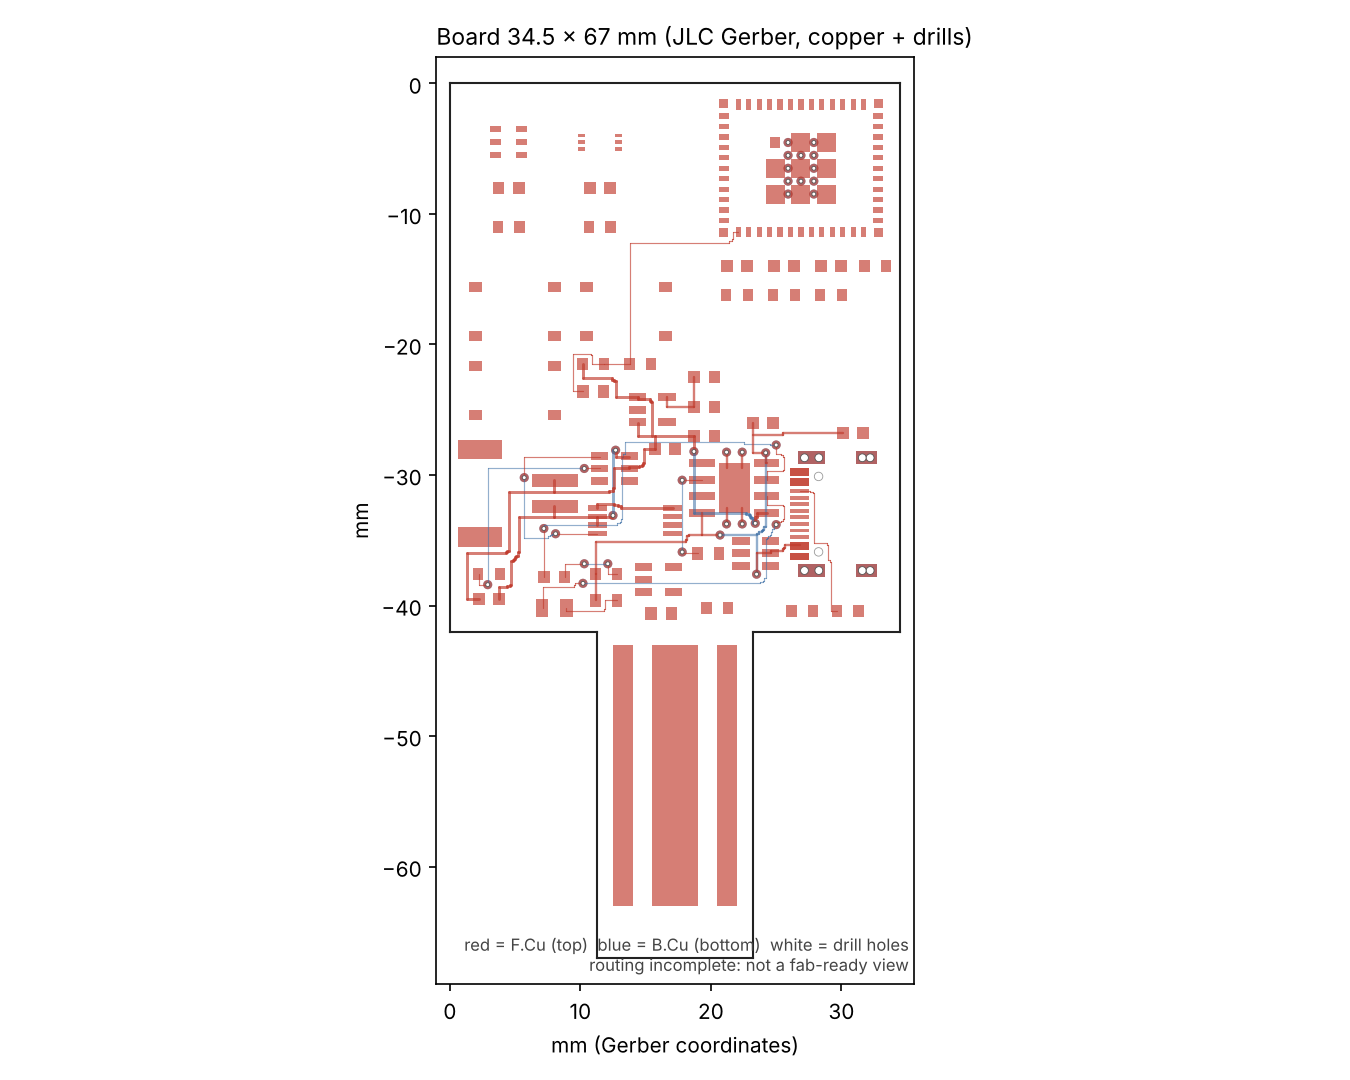 Board 34.5 × 67 mm (JLC Gerber, copper + drills)
0
−10
−20
−30
−40
−50
−60
mm
red = F.Cu (top)  blue = B.Cu (bottom)  white = drill holes
routing incomplete: not a fab-ready view
0 10 20 30
mm (Gerber coordinates)